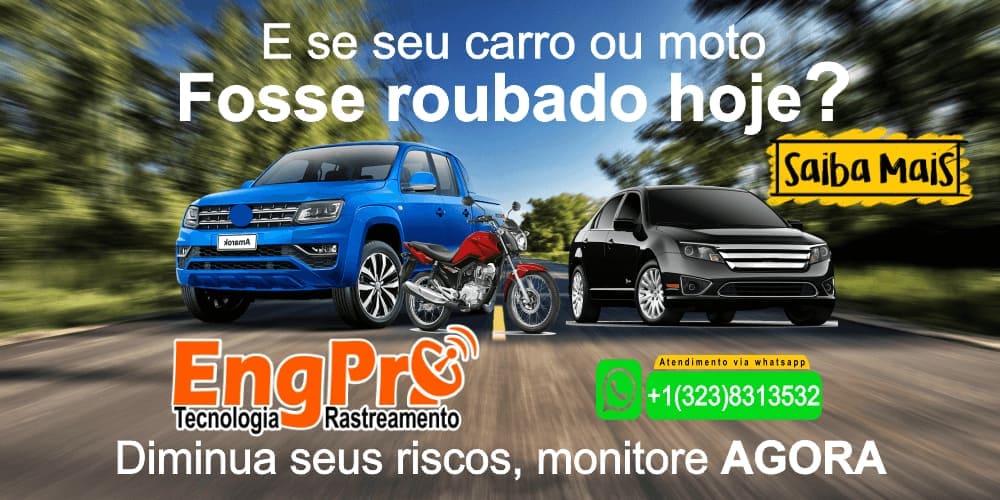 E se seu carro ou moto
Fosse roubado hoje?
Saiba Mais
Amarok
EngPro
Tecnologia Rastreamento
Atendimento via whatsapp
+1(323)8313532
Diminua seus riscos, monitore AGORA